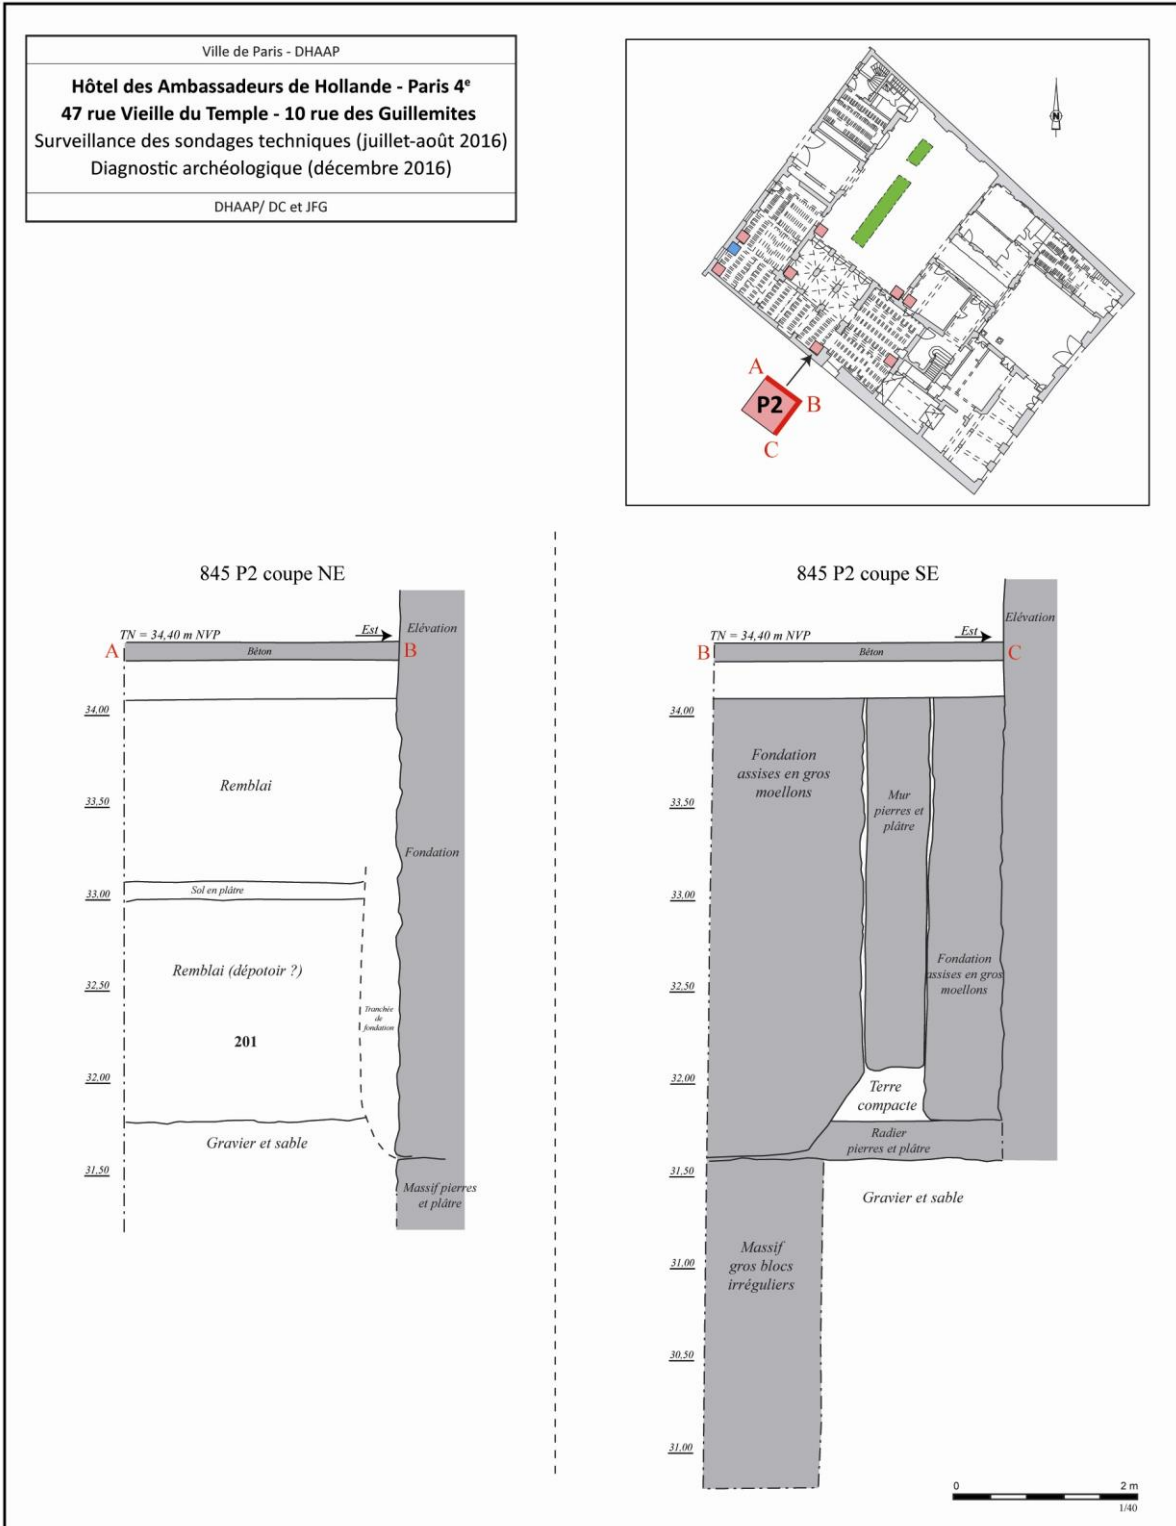 Ville de Paris - DHAAP
Hôtel des Ambassadeurs de Hollande - Paris 4e
47 rue Vieille du Temple - 10 rue des Guillemites
Surveillance des sondages techniques (juillet-août 2016)
Diagnostic archéologique (décembre 2016)
DHAAP/ DC et JFG
N
A
P2
B
C
845 P2 coupe NE
TN = 34,40 m NVP
Est
Elévation
A
Béton
B
34,00
Remblai
33,50
Fondation
Sol en plâtre
33,00
Remblai (dépotoir ?)
32,50
Tranchée
de
fondation
201
32,00
Gravier et sable
31,50
Massif pierres
et plâtre
845 P2 coupe SE
TN = 34,40 m NVP
Est
Elévation
B
Béton
C
34,00
Fondation
assises en gros
moellons
33,50
Mur
pierres et
plâtre
33,00
Fondation
assises en gros
moellons
32,50
32,00
Terre
compacte
Radier
pierres et plâtre
31,50
Gravier et sable
Massif
gros blocs
irréguliers
31,00
30,50
31,00
0
2 m
1/40